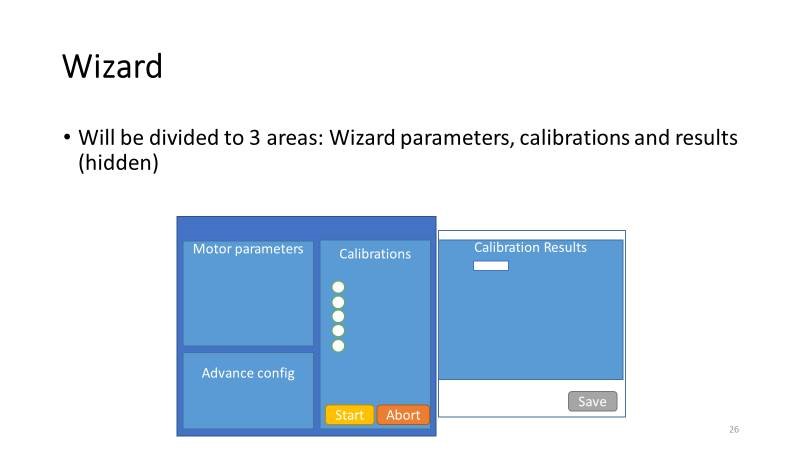 Wizard
• Will be divided to 3 areas: Wizard parameters, calibrations and results
(hidden)
Motor parameters
Calibrations
Calibration Results
Advance config
Start
Abort
Save
26